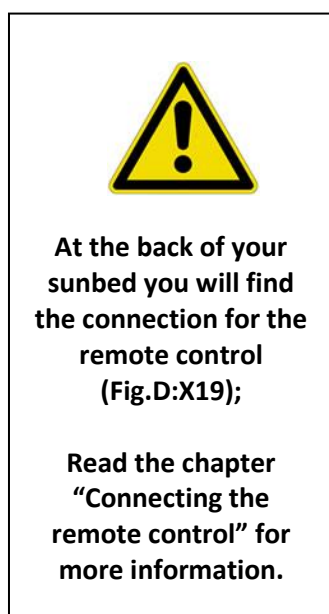 At the back of your
sunbed you will find
the connection for the
remote control
(Fig.D:X19);
Read the chapter
“Connecting the
remote control” for
more information.